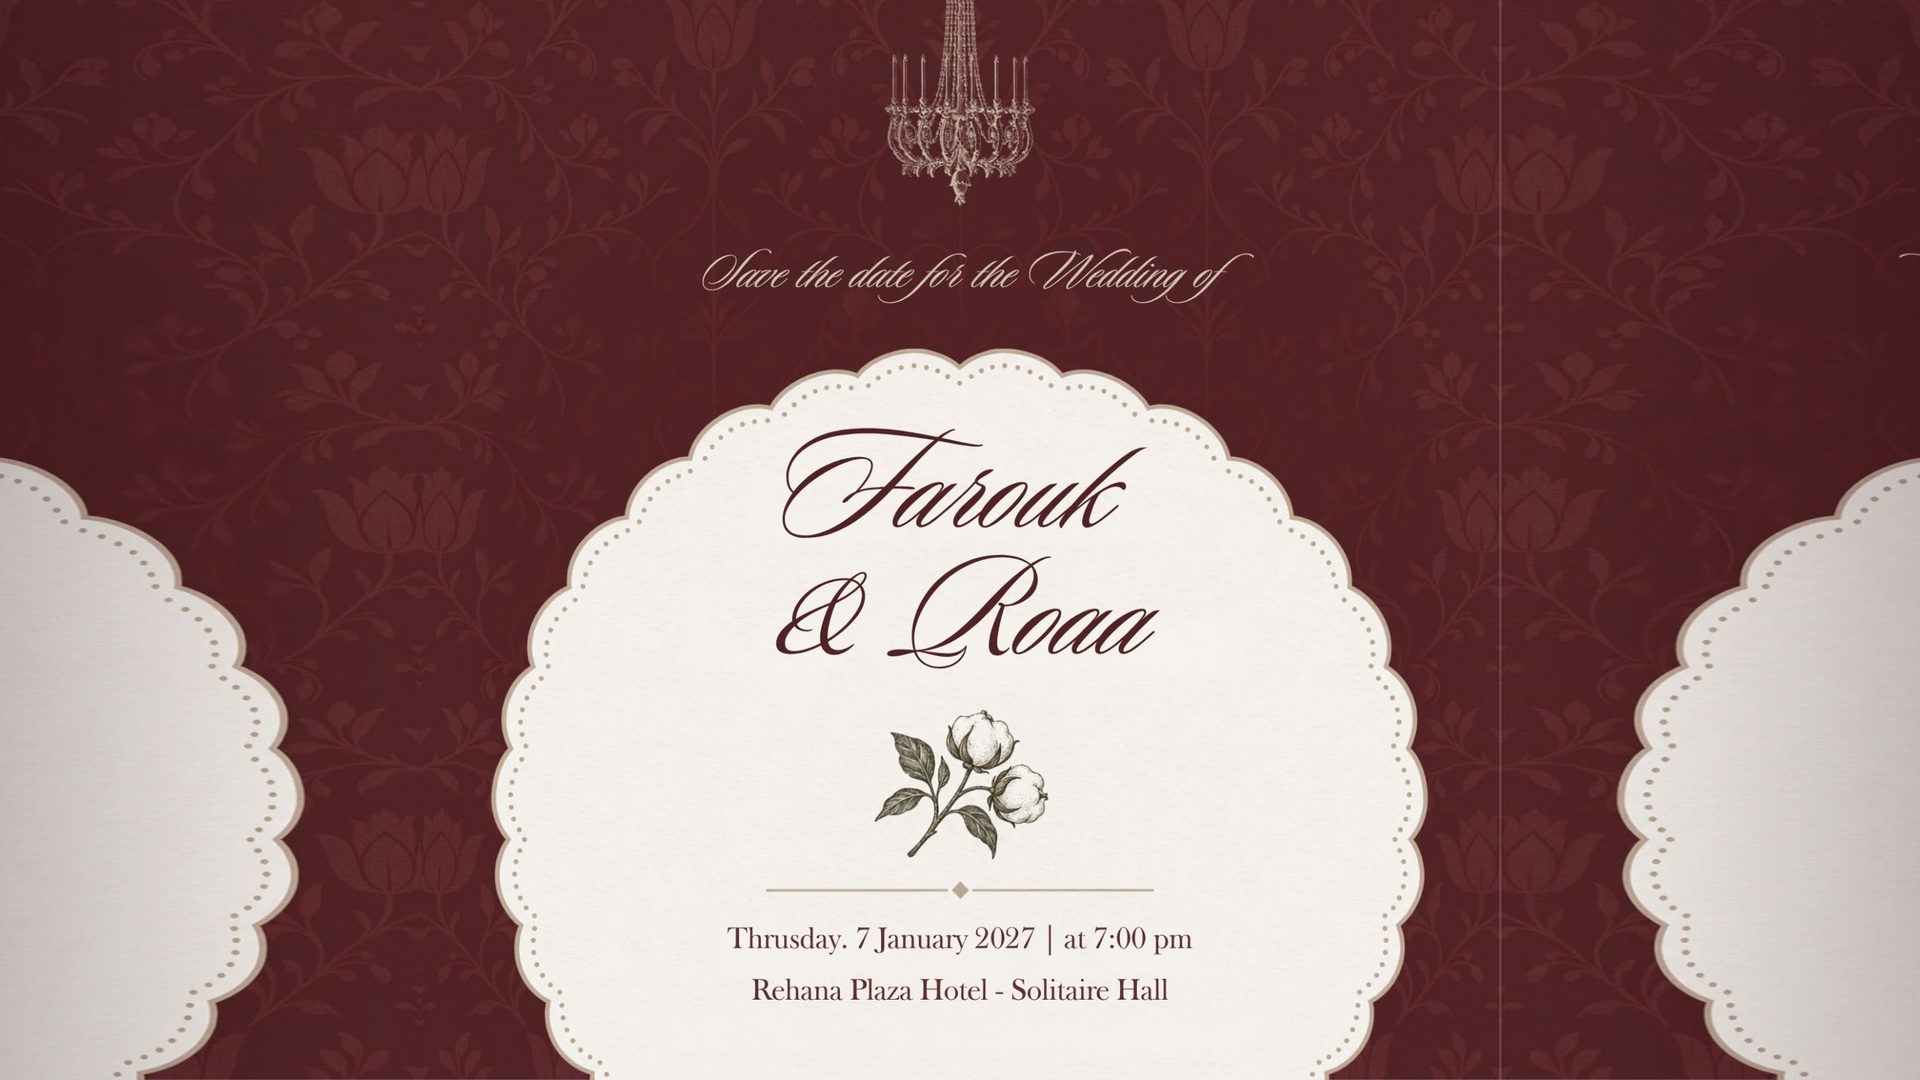 Save the date for the Wedding of
Farouk
& Roaa
Thrusday. 7 January 2027 | at 7:00 pm
Rehana Plaza Hotel - Solitaire Hall